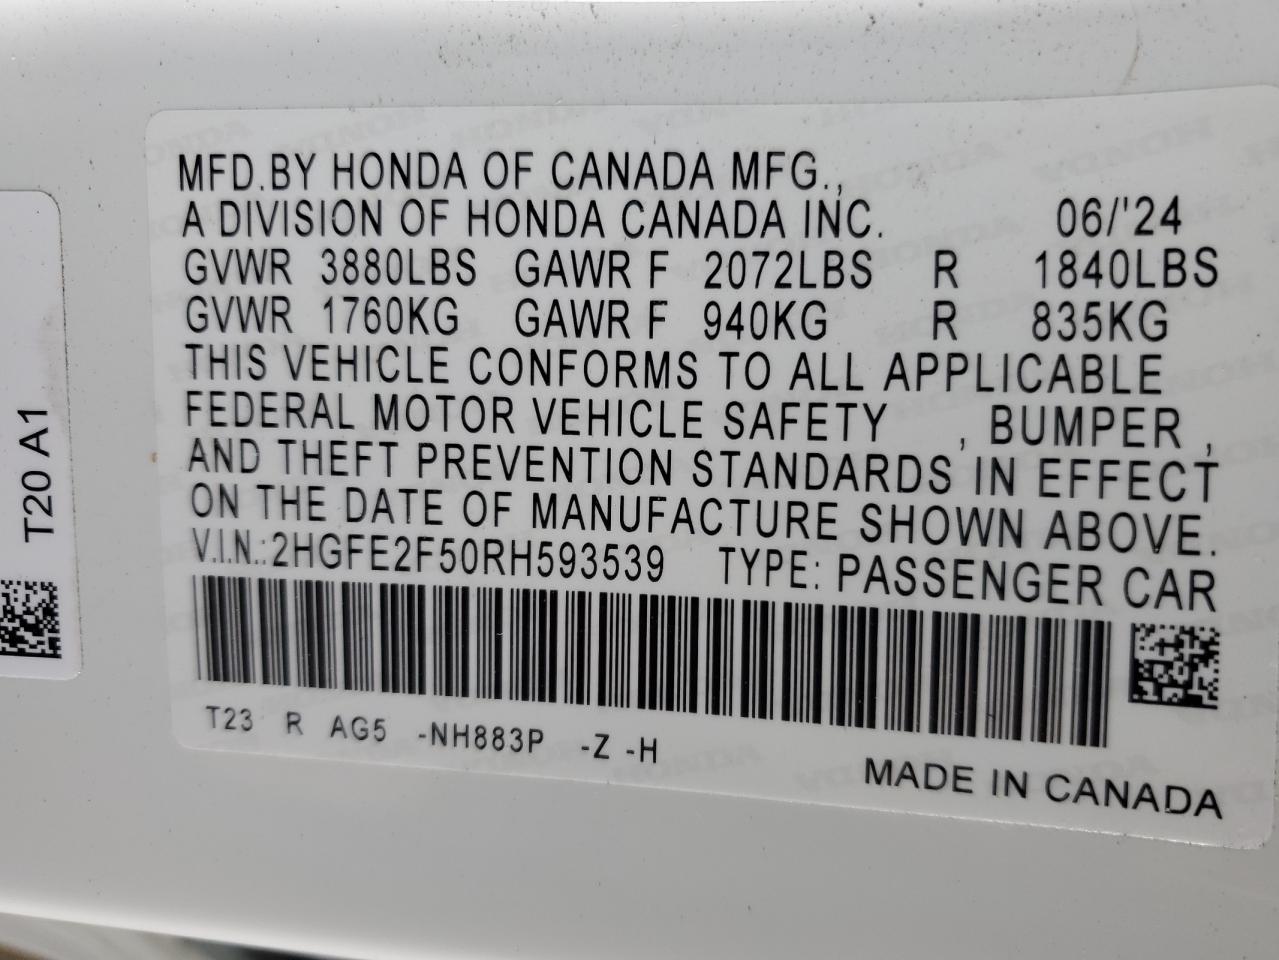 MFD.BY HONDA OF CANADA MFG.,
A DIVISION OF HONDA CANADA INC. 06/'24
GVWR 3880LBS GAWR F 2072LBS R 1840LBS
GVWR 1760KG GAWR F 940KG R 835KG
THIS VEHICLE CONFORMS TO ALL APPLICABLE
FEDERAL MOTOR VEHICLE SAFETY , BUMPER ,
AND THEFT PREVENTION STANDARDS IN EFFECT
ON THE DATE OF MANUFACTURE SHOWN ABOVE.
V.I.N.:2HGFE2F50RH593539 TYPE: PASSENGER CAR
T23 R AG5 -NH883P -Z -H
MADE IN CANADA
T20 A1